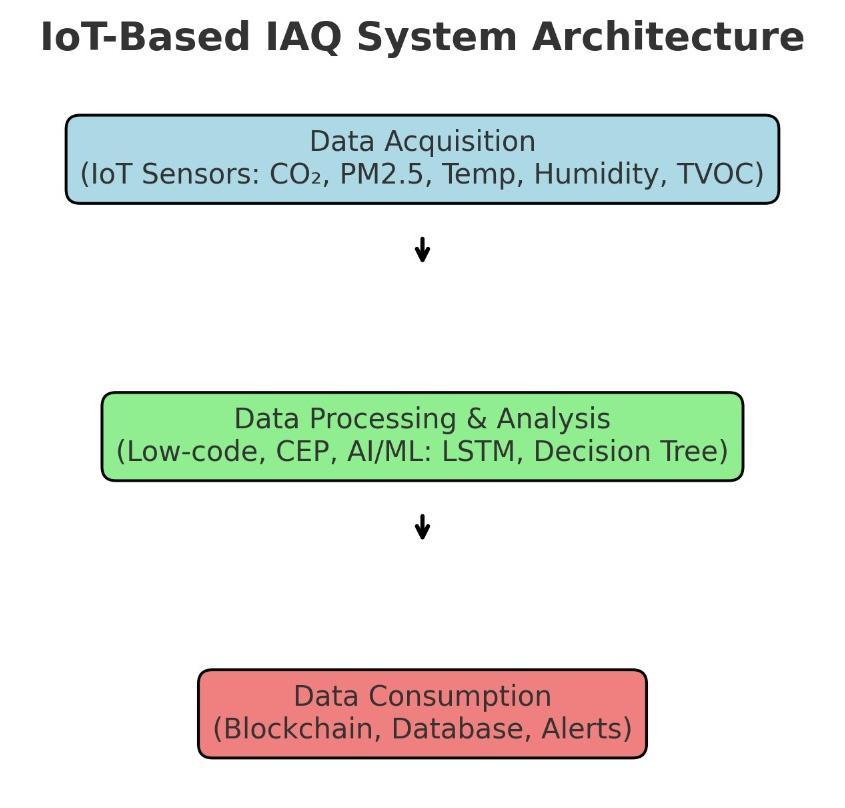 IoT-Based IAQ System Architecture
Data Acquisition
(IoT Sensors: CO₂, PM2.5, Temp, Humidity, TVOC)
Data Processing & Analysis
(Low-code, CEP, AI/ML: LSTM, Decision Tree)
Data Consumption
(Blockchain, Database, Alerts)